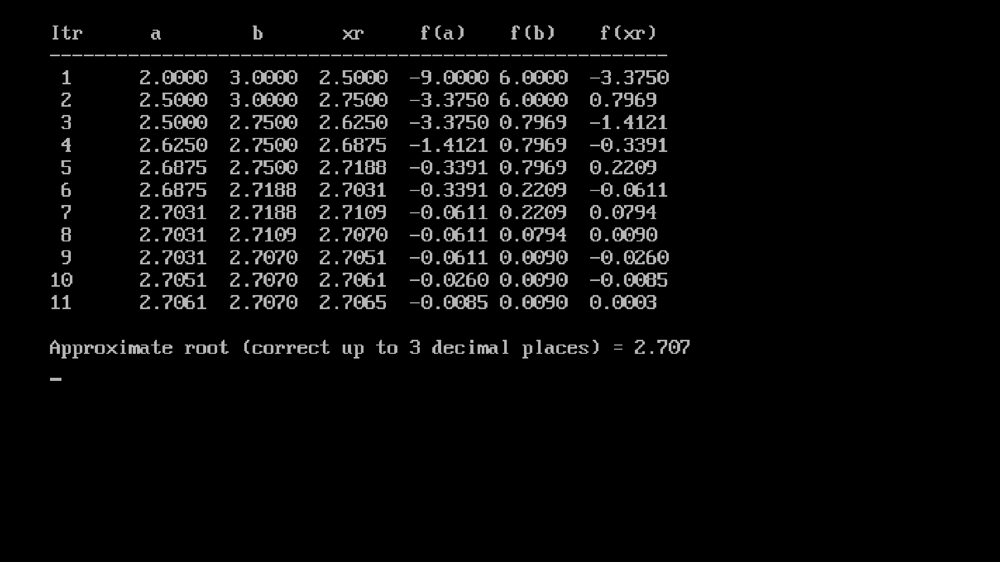 Itr a b xr f(a) f(b) f(xr)
-------------------------------------------------------
1 2.0000 3.0000 2.5000 -9.0000 6.0000 -3.3750
2 2.5000 3.0000 2.7500 -3.3750 6.0000 0.7969
3 2.5000 2.7500 2.6250 -3.3750 0.7969 -1.4121
4 2.6250 2.7500 2.6875 -1.4121 0.7969 -0.3391
5 2.6875 2.7500 2.7188 -0.3391 0.7969 0.2209
6 2.6875 2.7188 2.7031 -0.3391 0.2209 -0.0611
7 2.7031 2.7188 2.7109 -0.0611 0.2209 0.0794
8 2.7031 2.7109 2.7070 -0.0611 0.0794 0.0090
9 2.7031 2.7070 2.7051 -0.0611 0.0090 -0.0260
10 2.7051 2.7070 2.7061 -0.0260 0.0090 -0.0085
11 2.7061 2.7070 2.7065 -0.0085 0.0090 0.0003
Approximate root (correct up to 3 decimal places) = 2.707